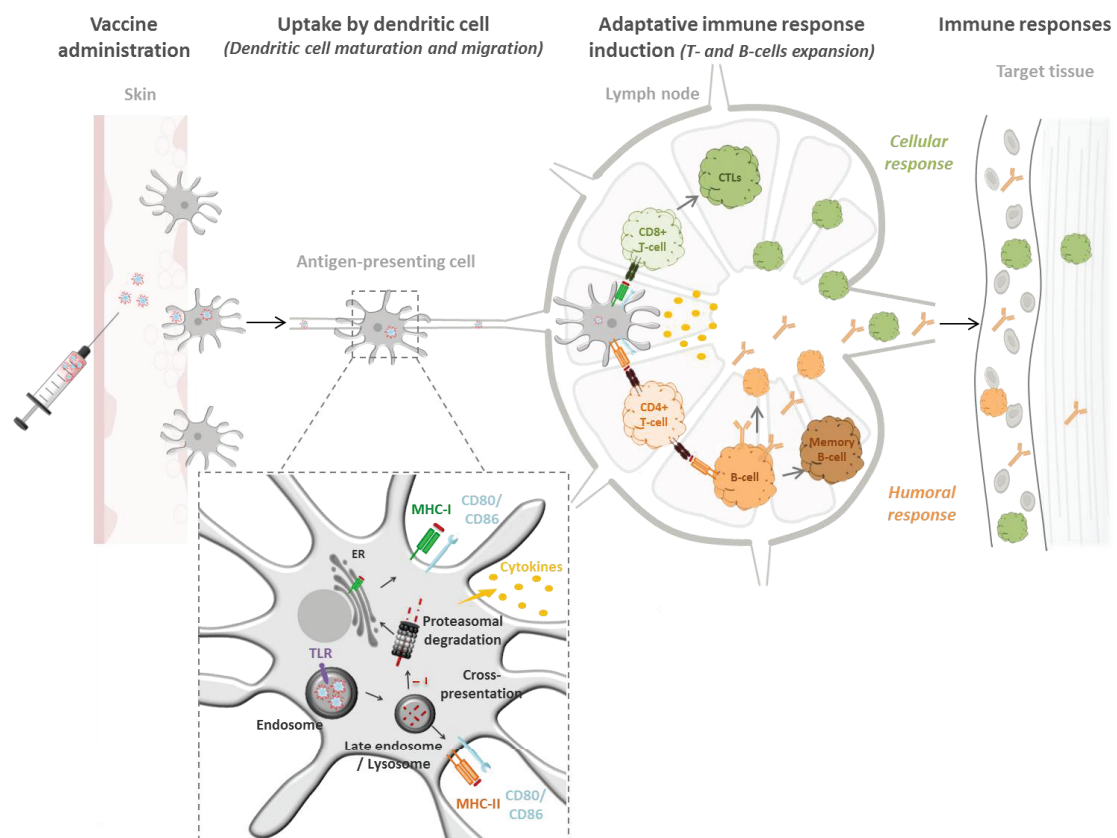 Vaccine
administration
Uptake by dendritic cell
(Dendritic cell maturation and migration)
Adaptative immune response
induction (T- and B-cells expansion)
Immune responses
Skin
Lymph node
Target tissue
Cellular
response
CTLs
CD8+
T-cell
Antigen-presenting cell
CD4+
T-cell
B-cell
Memory
B-cell
Humoral
response
MHC-I
CD80/
CD86
ER
Cytokines
Proteasomal
degradation
TLR
Cross-
presentation
Endosome
Late endosome
/ Lysosome
MHC-II
CD80/
CD86